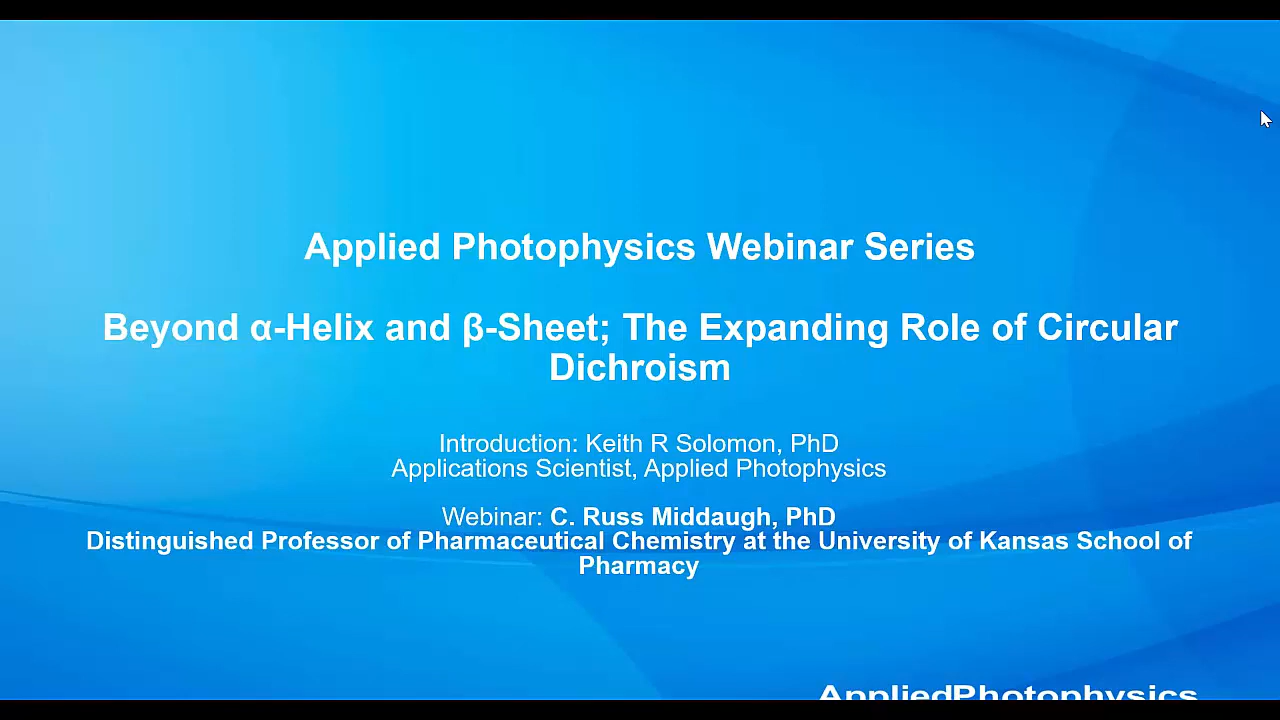 Applied Photophysics Webinar Series
Beyond α-Helix and β-Sheet; The Expanding Role of Circular
Dichroism
Introduction: Keith R Solomon, PhD
Applications Scientist, Applied Photophysics
Webinar: C. Russ Middaugh, PhD
Distinguished Professor of Pharmaceutical Chemistry at the University of Kansas School of
Pharmacy
AppliedPhotophysics